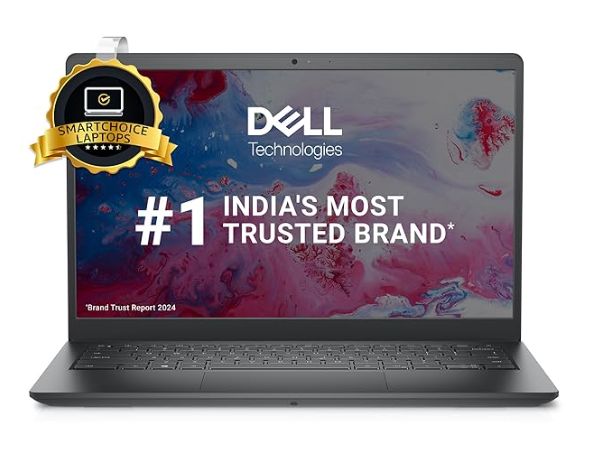 SMARTCHOICE
LAPTOPS
DELL
Technologies
#1 INDIA'S MOST
TRUSTED BRAND*
*Brand Trust Report 2024